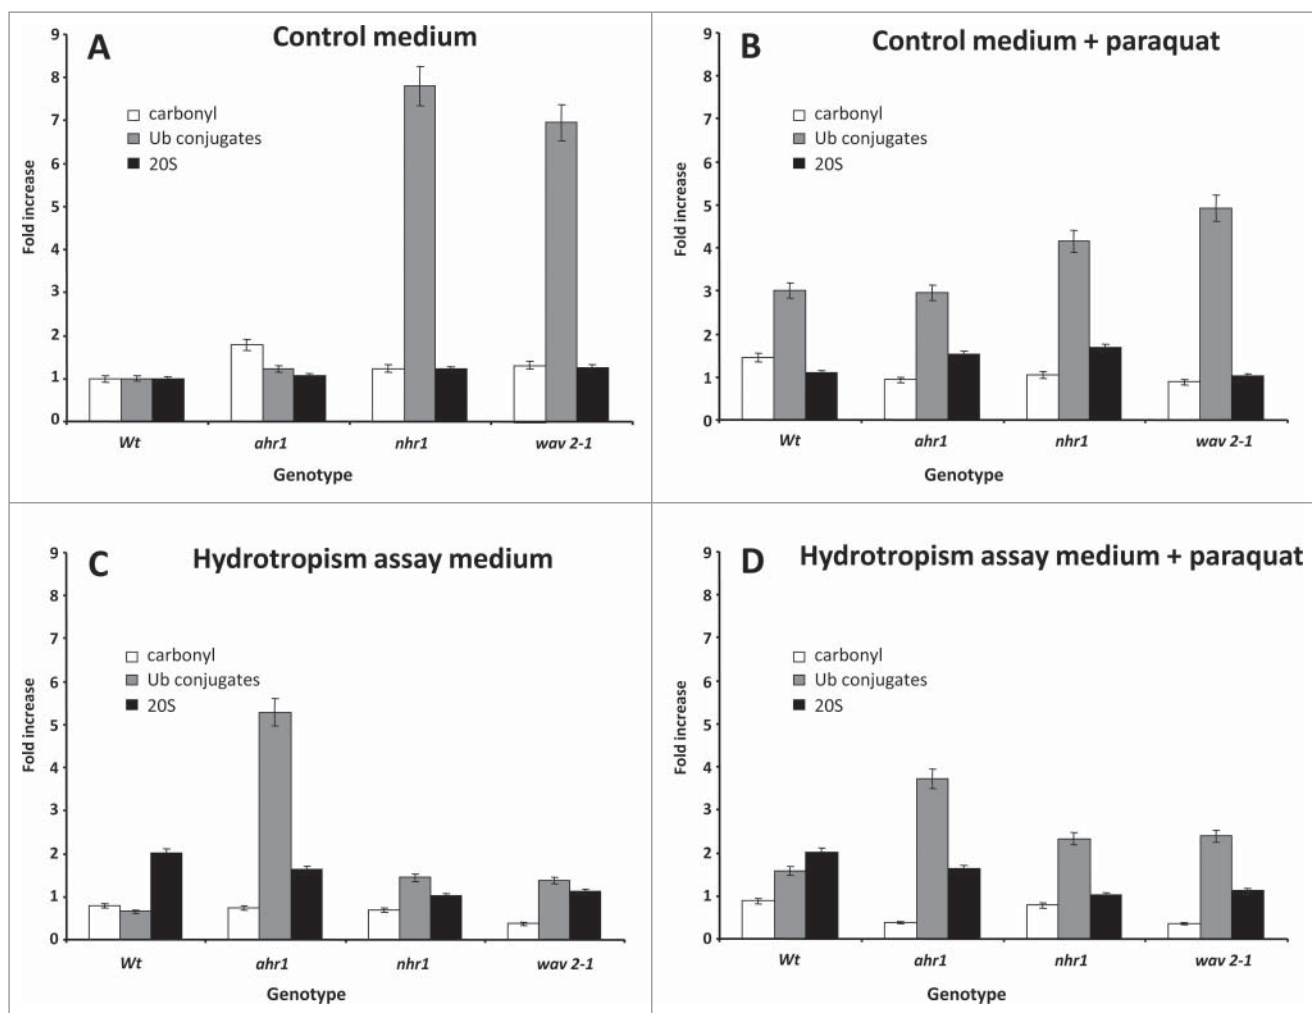 A
Control medium
9
8
7
6
5
4
3
2
1
0
Fold increase
carbonyl
Ub conjugates
20S
Wt ahr1 nhr1 wav 2-1
Genotype
B
Control medium + paraquat
9
8
7
6
5
4
3
2
1
0
Fold increase
carbonyl
Ub conjugates
20S
Wt ahr1 nhr1 wav 2-1
Genotype
C
Hydrotropism assay medium
9
8
7
6
5
4
3
2
1
0
Fold increase
carbonyl
Ub conjugates
20S
Wt ahr1 nhr1 wav 2-1
Genotype
D
Hydrotropism assay medium + paraquat
9
8
7
6
5
4
3
2
1
0
Fold increase
carbonyl
Ub conjugates
20S
Wt ahr1 nhr1 wav 2-1
Genotype